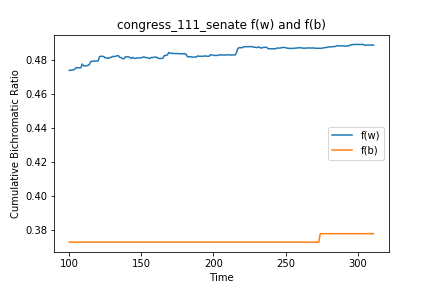 congress_111_senate f(w) and f(b)
Cumulative Bichromatic Ratio
0.48
0.46
0.44
0.42
0.40
0.38
f(w)
f(b)
100
150
200
250
300
Time